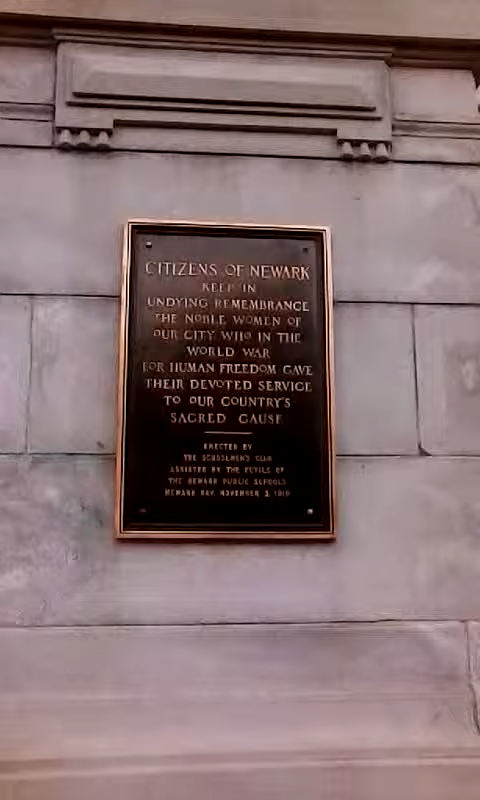 CITIZENS OF NEWARK
KEEP IN
UNDYING REMEMBRANCE
THE NOBLE WOMEN OF
OUR CITY WHO IN THE
WORLD WAR
FOR HUMAN FREEDOM GAVE
THEIR DEVOTED SERVICE
TO OUR COUNTRY'S
SACRED CAUSE
ERECTED BY
THE SCHOOLMEN'S CLUB
ASSISTED BY THE PUPILS OF
THE NEWARK PUBLIC SCHOOLS
NEWARK DAY, NOVEMBER 3, 1919